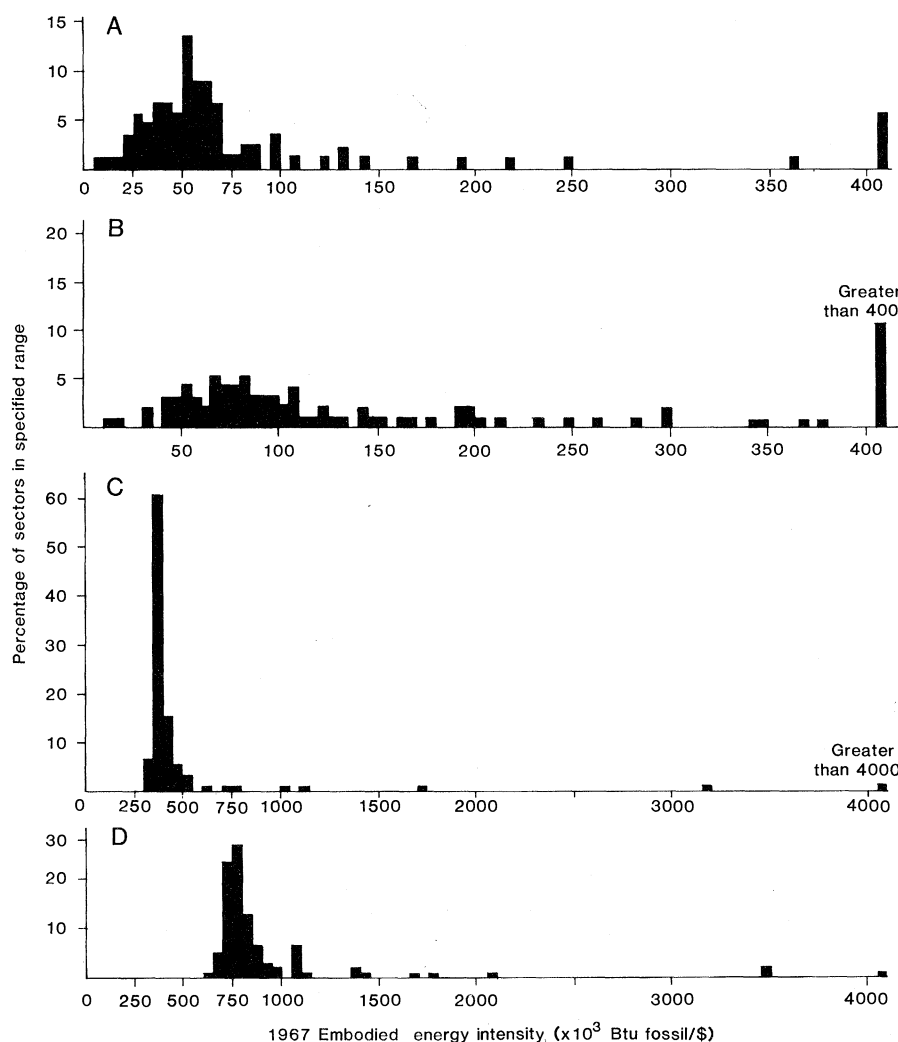 Percentage of sectors in specified range
A
15
10
5
0 25 50 75 100 150 200 250 300 350 400
B
20
15
10
5
Greater
than 400
50 100 150 200 250 300 350 400
C
60
50
40
30
20
10
Greater
than 4000
0 250 500 750 1000 1500 2000 3000 4000
D
30
20
10
0 250 500 750 1000 1500 2000 3000 4000
1967 Embodied energy intensity, (x10³ Btu fossil/$)